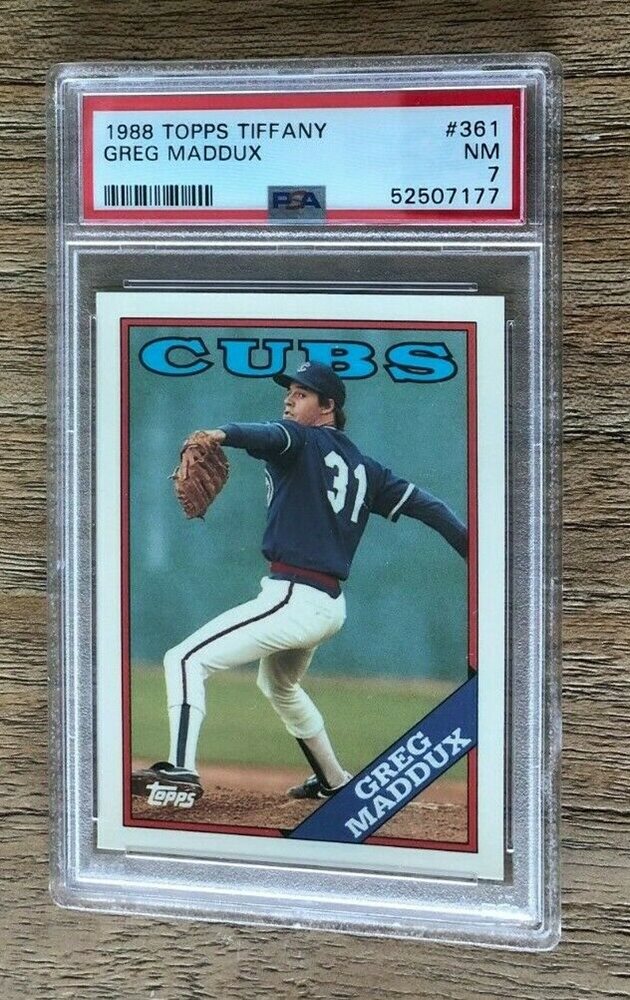 1988 TOPPS TIFFANY #361
GREG MADDUX NM
7
PSA 52507177
CUBS
31
GREG
MADDUX
Topps